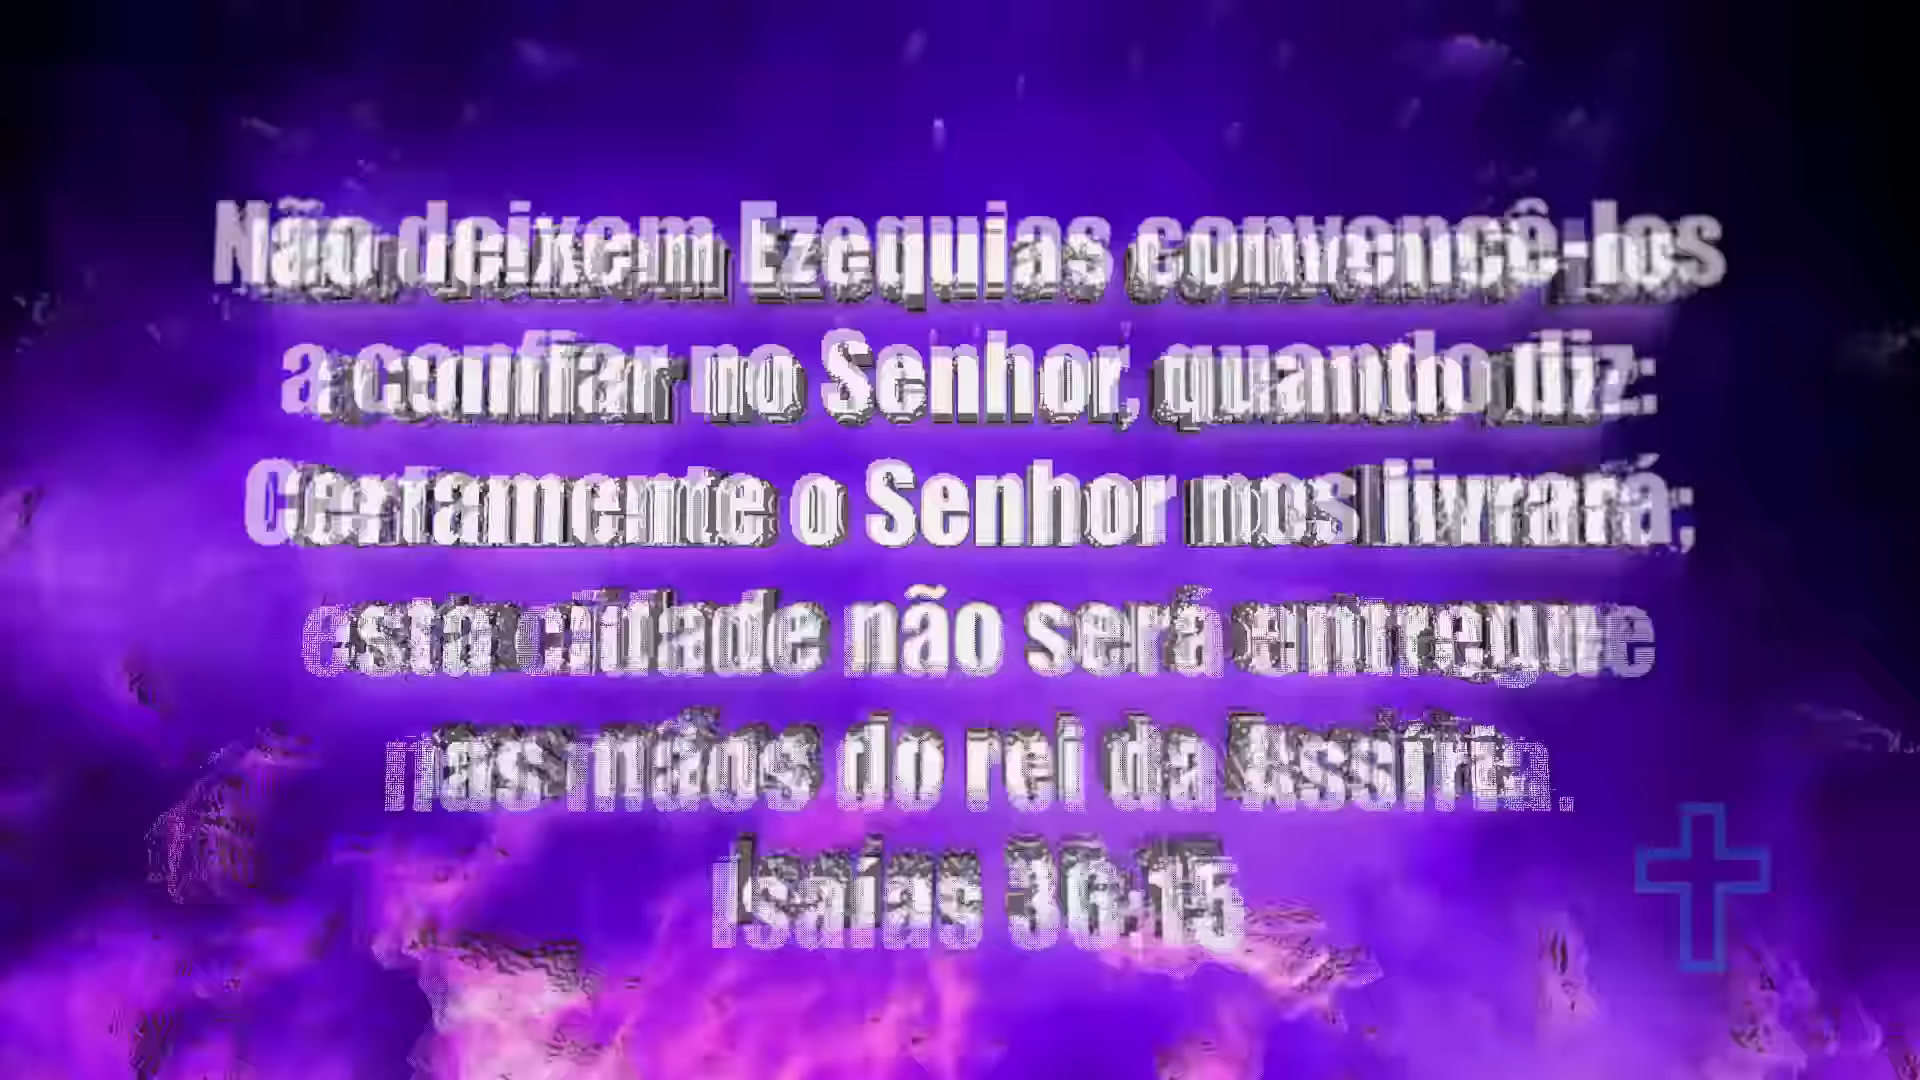 Não deixem Ezequias convencê-los
a confiar no Senhor, quando diz:
Certamente o Senhor nos livrará;
esta cidade não será entregue
nas mãos do rei da Assíria.
Isaías 36:15